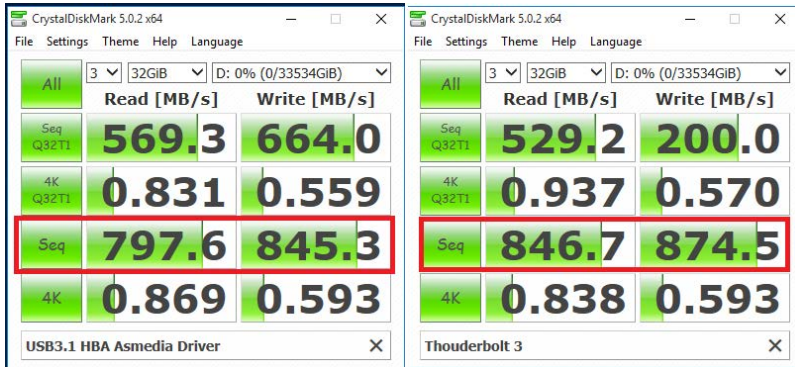 CrystalDiskMark 5.0.2 x64
File Settings Theme Help Language
All 3 32GiB D: 0% (0/33534GiB)
Read [MB/s] Write [MB/s]
Seq Q32T1 569.3 664.0
4K Q32T1 0.831 0.559
Seq 797.6 845.3
4K 0.869 0.593
USB3.1 HBA Asmedia Driver
CrystalDiskMark 5.0.2 x64
File Settings Theme Help Language
All 3 32GiB D: 0% (0/33534GiB)
Read [MB/s] Write [MB/s]
Seq Q32T1 529.2 200.0
4K Q32T1 0.937 0.570
Seq 846.7 874.5
4K 0.838 0.593
Thouderbolt 3